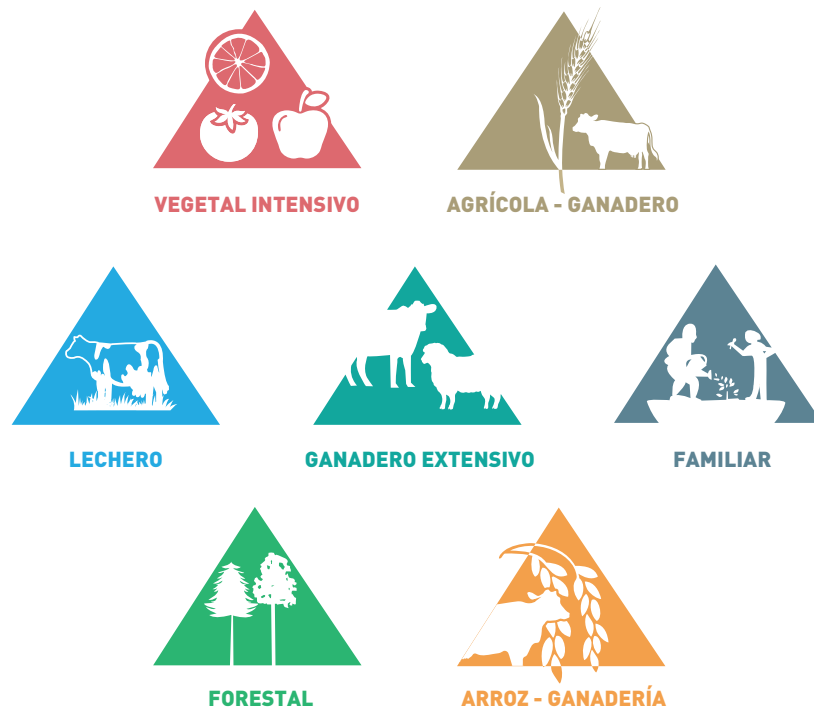 VEGETAL INTENSIVO
AGRÍCOLA - GANADERO
LECHERO
GANADERO EXTENSIVO
FAMILIAR
FORESTAL
ARROZ - GANADERÍA